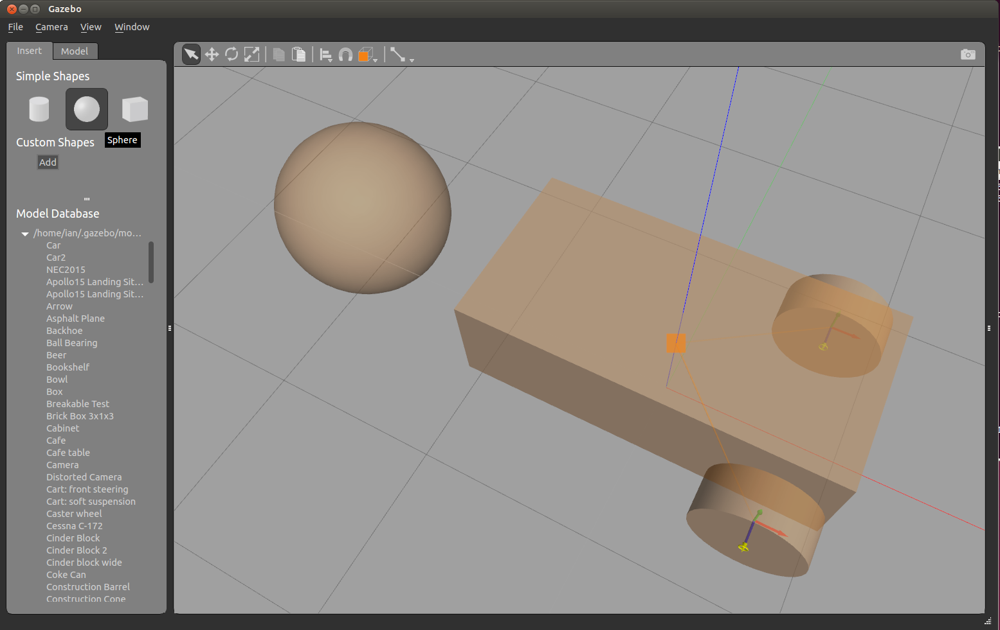 Gazebo
File Camera View Window
Insert Model
Simple Shapes
Custom Shapes
Sphere
Add
Model Database
/home/ian/.gazebo/mo...
Car
Car2
NEC2015
Apollo15 Landing Sit...
Apollo15 Landing Sit...
Arrow
Asphalt Plane
Backhoe
Ball Bearing
Beer
Bookshelf
Bowl
Box
Breakable Test
Brick Box 3x1x3
Cabinet
Cafe
Cafe table
Camera
Distorted Camera
Cart: front steering
Cart: soft suspension
Caster wheel
Cessna C-172
Cinder Block
Cinder Block 2
Cinder block wide
Coke Can
Construction Barrel
Construction Cone